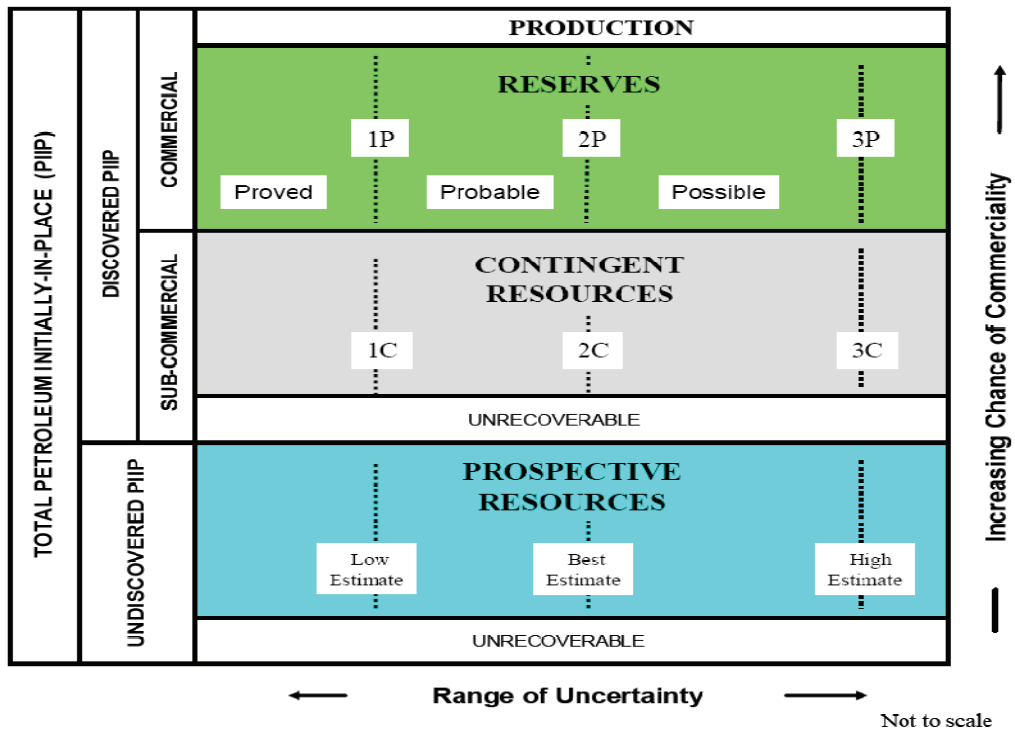 PRODUCTION
TOTAL PETROLEUM INITIALLY-IN-PLACE (PIIP)
DISCOVERED PIIP
COMMERCIAL
RESERVES
1P
2P
3P
Proved
Probable
Possible
SUB-COMMERCIAL
CONTINGENT
RESOURCES
1C
2C
3C
UNRECOVERABLE
UNDISCOVERED PIIP
PROSPECTIVE
RESOURCES
Low
Estimate
Best
Estimate
High
Estimate
UNRECOVERABLE
Increasing Chance of Commerciality
Range of Uncertainty
Not to scale